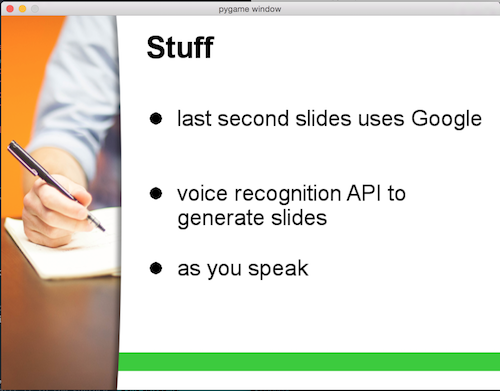 pygame window
Stuff
last second slides uses Google
voice recognition API to
generate slides
as you speak